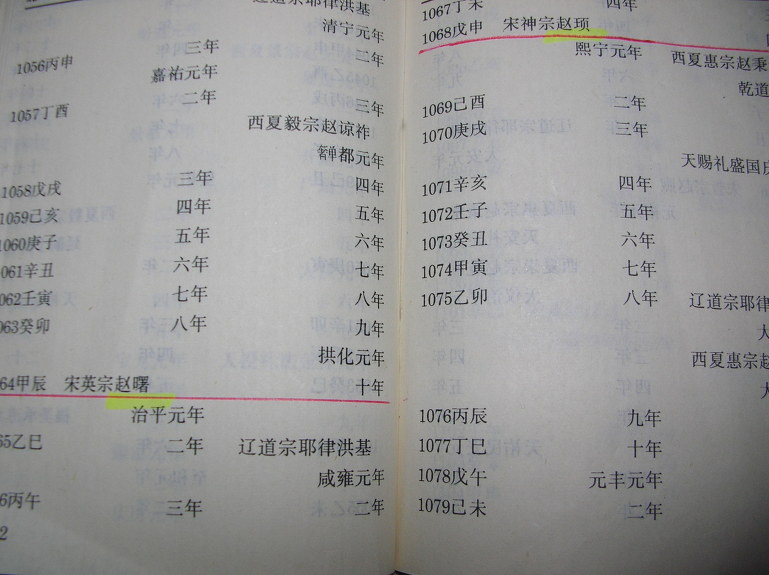 辽道宗耶律洪基
清宁元年
1056丙申 三年 二年
嘉祐元年
1057丁酉 二年 三年
西夏毅宗赵谅祚
奲都元年
1058戊戌 三年 四年
1059己亥 四年 五年
1060庚子 五年 六年
061辛丑 六年 七年
062壬寅 七年 八年
063癸卯 八年 九年
拱化元年
64甲辰 宋英宗赵曙 十年
治平元年
65乙巳 二年 辽道宗耶律洪基
咸雍元年
6丙午 三年 二年
2
1067丁未 四年
1068戊申 宋神宗赵顼
熙宁元年 西夏惠宗赵秉
乾道
1069己酉 二年
1070庚戌 三年
天赐礼盛国庆
1071辛亥 四年
1072壬子 五年
1073癸丑 六年
1074甲寅 七年
1075乙卯 八年 辽道宗耶律
大
西夏惠宗赵
大
1076丙辰 九年
1077丁巳 十年
1078戊午 元丰元年
1079己未 二年